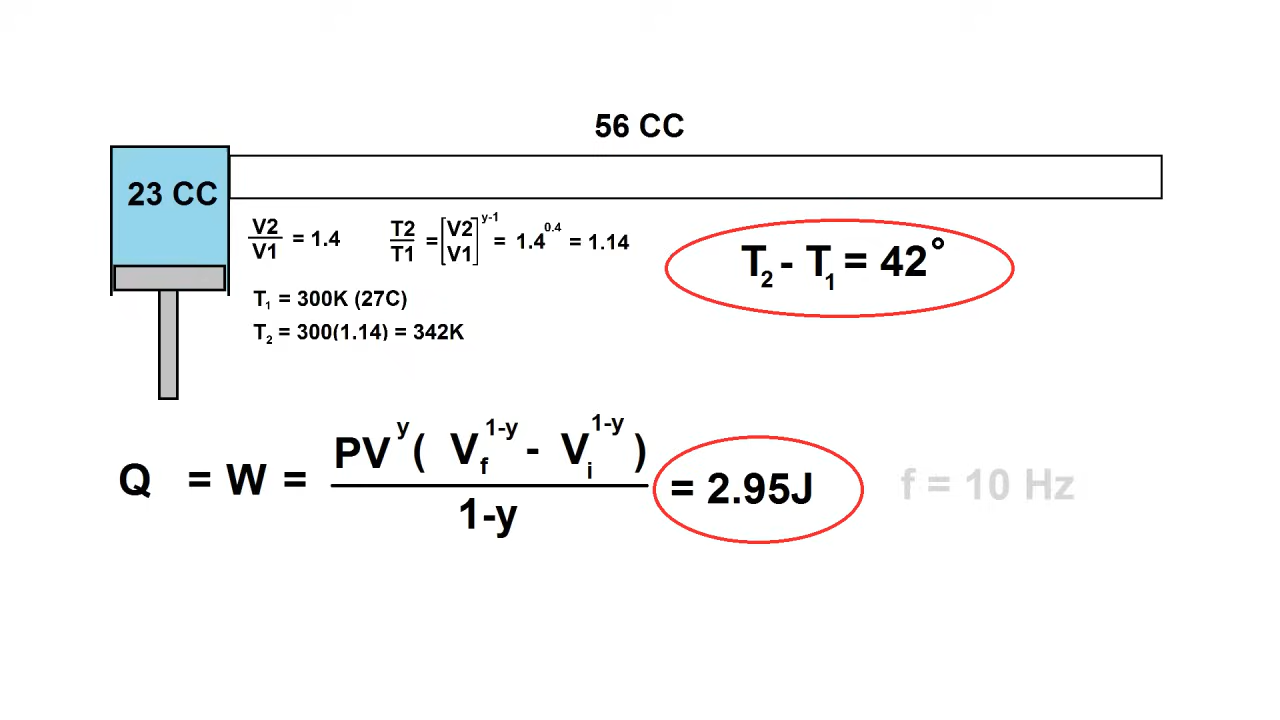 56 CC
23 CC
V2/V1 = 1.4
T2/T1 = [V2/V1]^y-1 = 1.4^0.4 = 1.14
T₁ = 300K (27C)
T₂ = 300(1.14) = 342K
T₂ - T₁ = 42°
Q = W = PV^y ( V_f^1-y - V_i^1-y ) / 1-y = 2.95J
f = 10 Hz